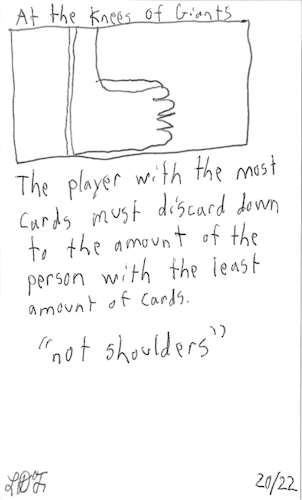 At the Knees of Giants
The player with the most
cards must discard down
to the amount of the
person with the least
amount of cards.
"not shoulders"
20/22